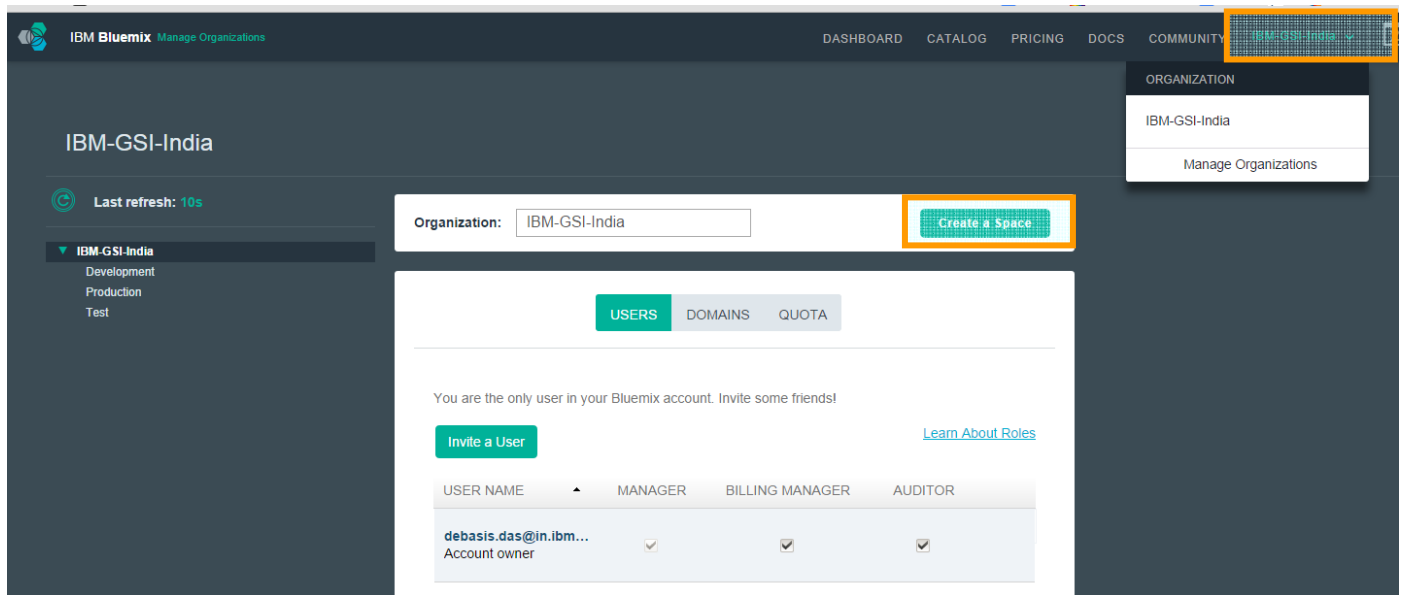 IBM Bluemix Manage Organizations
DASHBOARD CATALOG PRICING DOCS COMMUNITY IBM-GSI-India
ORGANIZATION
IBM-GSI-India
Manage Organizations
IBM-GSI-India
Last refresh: 10s
IBM-GSI-India
Development
Production
Test
Organization: IBM-GSI-India Create a Space
USERS DOMAINS QUOTA
You are the only user in your Bluemix account. Invite some friends!
Invite a User Learn About Roles
USER NAME MANAGER BILLING MANAGER AUDITOR
debasis.das@in.ibm...
Account owner